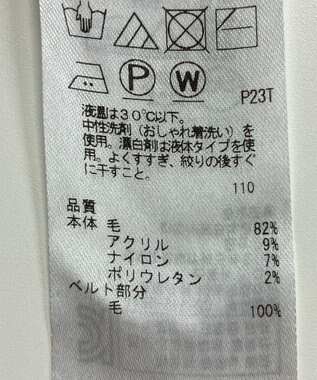 P
W
P23T
液温は30℃以下。
中性洗剤（おしゃれ着洗い）を
使用。漂白剤は液体タイプを使
用。よくすすぎ、絞りの後すぐ
に干すこと。
110
品質
本体 毛 82%
アクリル 9%
ナイロン 7%
ポリウレタン 2%
ベルト部分
毛 100%